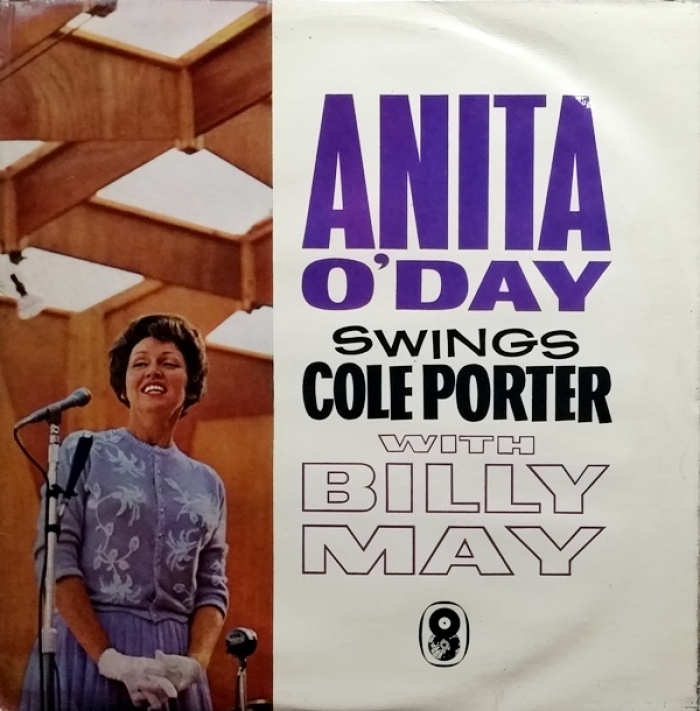 ANITA
O'DAY
SWINGS
COLE PORTER
WITH
BILLY
MAY